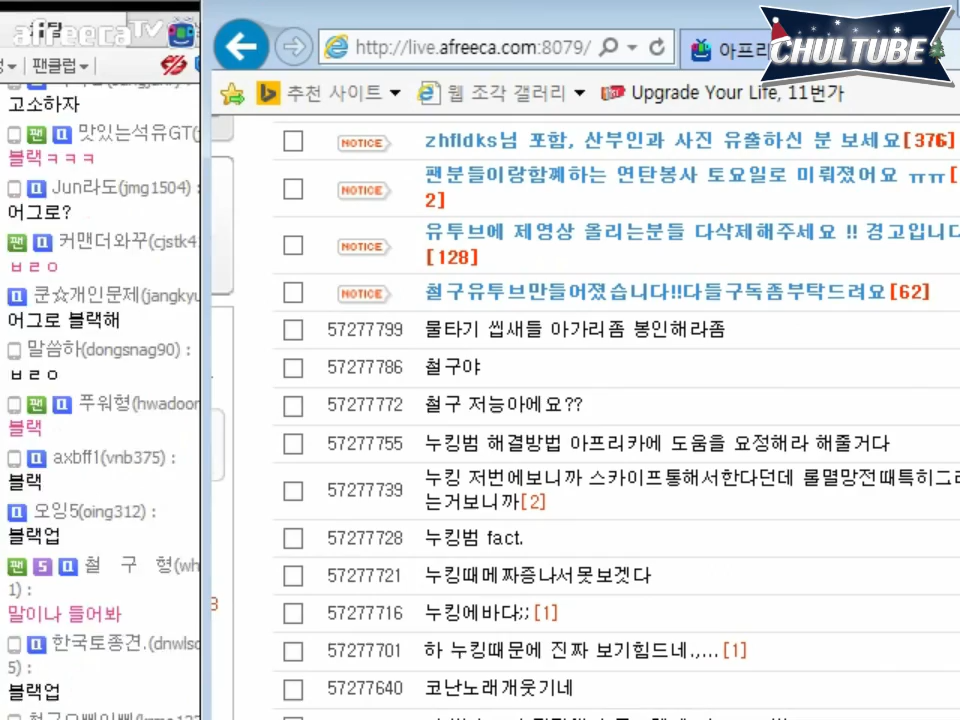 afreecaTV
팬클럽
고소하자
맛있는석유GT(
블랙ㅋㅋㅋ
Jun라도(jmg1504) :
어그로?
커맨더와꾸(cjstk4
ㅂㄹㅇ
쿤☆개인문제(jangkyu
어그로 블랙해
말씀하(dongsnag90) :
ㅂㄹㅇ
푸워형(hwadoor
블랙
axbff1(vnb375) :
블랙
오잉5(oing312) :
블랙업
철 구 형(wh
1) :
말이나 들어봐
한국토종견.(dnwlsc
5) :
블랙업
http://live.afreeca.com:8079/
아프리
CHULTUBE
추천 사이트
웹 조각 갤러리
Upgrade Your Life, 11번가
NOTICE zhfldks님 포함, 산부인과 사진 유출하신 분 보세요[376]
NOTICE 팬분들이랑함께하는 연탄봉사 토요일로 미뤄졌어요 ㅠㅠ[
2]
NOTICE 유투브에 제영상 올리는분들 다삭제해주세요 !! 경고입니다
[128]
NOTICE 철구유투브만들어졌습니다!!다들구독좀부탁드려요[62]
57277799 물타기 씹새들 아가리좀 봉인해라좀
57277786 철구야
57277772 철구 저능아에요??
57277755 누킹범 해결방법 아프리카에 도움을 요정해라 해줄거다
57277739 누킹 저번에보니까 스카이프통해서한다던데 롤멸망전때특히그러
는거보니까[2]
57277728 누킹범 fact.
57277721 누킹때메짜증나서못보겟다
57277716 누킹에바다;;[1]
57277701 하 누킹때문에 진짜 보기힘드네.,...[1]
57277640 코난노래개웃기네